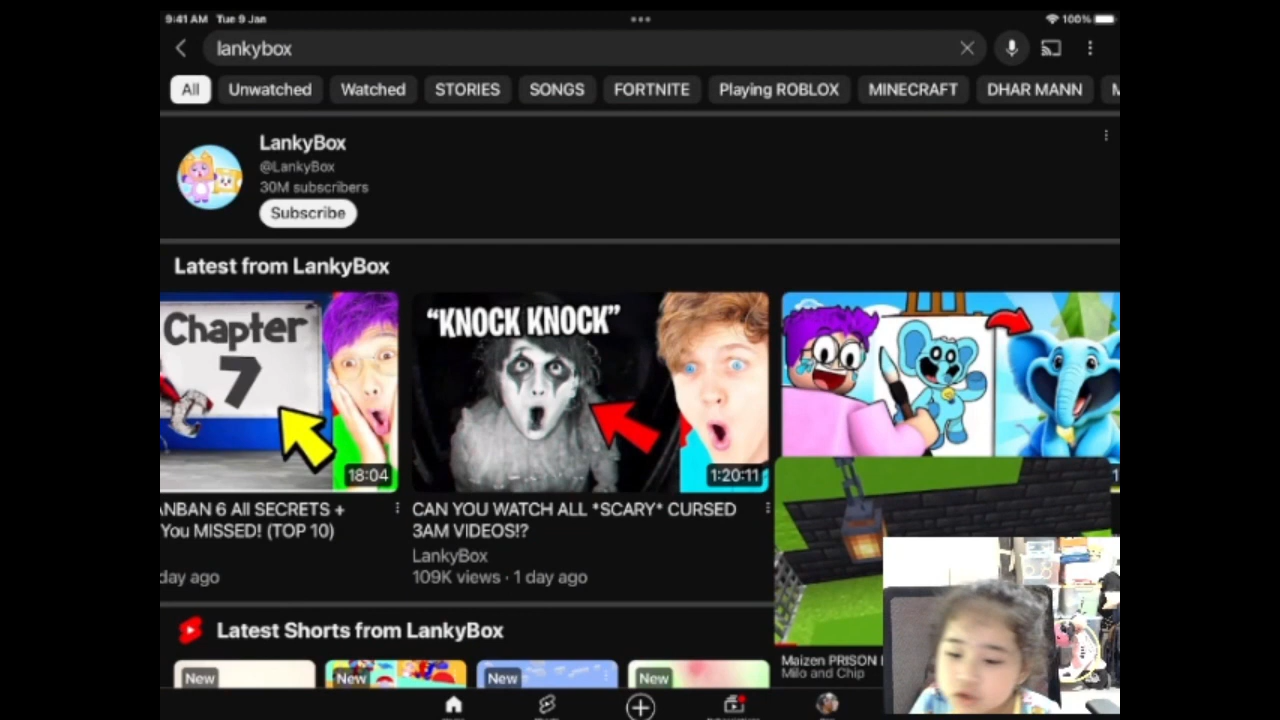 9:41 AM Tue 9 Jan
100%
lankybox
All Unwatched Watched STORIES SONGS FORTNITE Playing ROBLOX MINECRAFT DHAR MANN
LankyBox
@LankyBox
30M subscribers
Subscribe
Latest from LankyBox
Chapter
7
18:04
"KNOCK KNOCK"
1:20:11
NBAN 6 All SECRETS +
You MISSED! (TOP 10)
day ago
CAN YOU WATCH ALL *SCARY* CURSED
3AM VIDEOS!?
LankyBox
109K views · 1 day ago
Latest Shorts from LankyBox
New New New New
Maizen PRISON
Milo and Chip